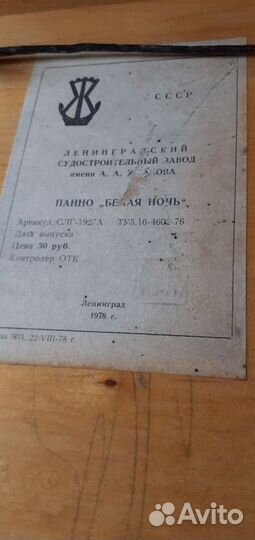 СССР
ЛЕНИНГРАДСКИЙ
СУДОСТРОИТЕЛЬНЫЙ ЗАВОД
имени А. А. ЖДАНОВА
ПАННО „БЕЛАЯ НОЧЬ"
Артикул СЛГ-1927А ТУ5.16-4602-76
Дата выпуска
Цена 30 руб.
Контролер ОТК
Ленинград
1978 г.
903, 22-VIII-78 г.
Avito